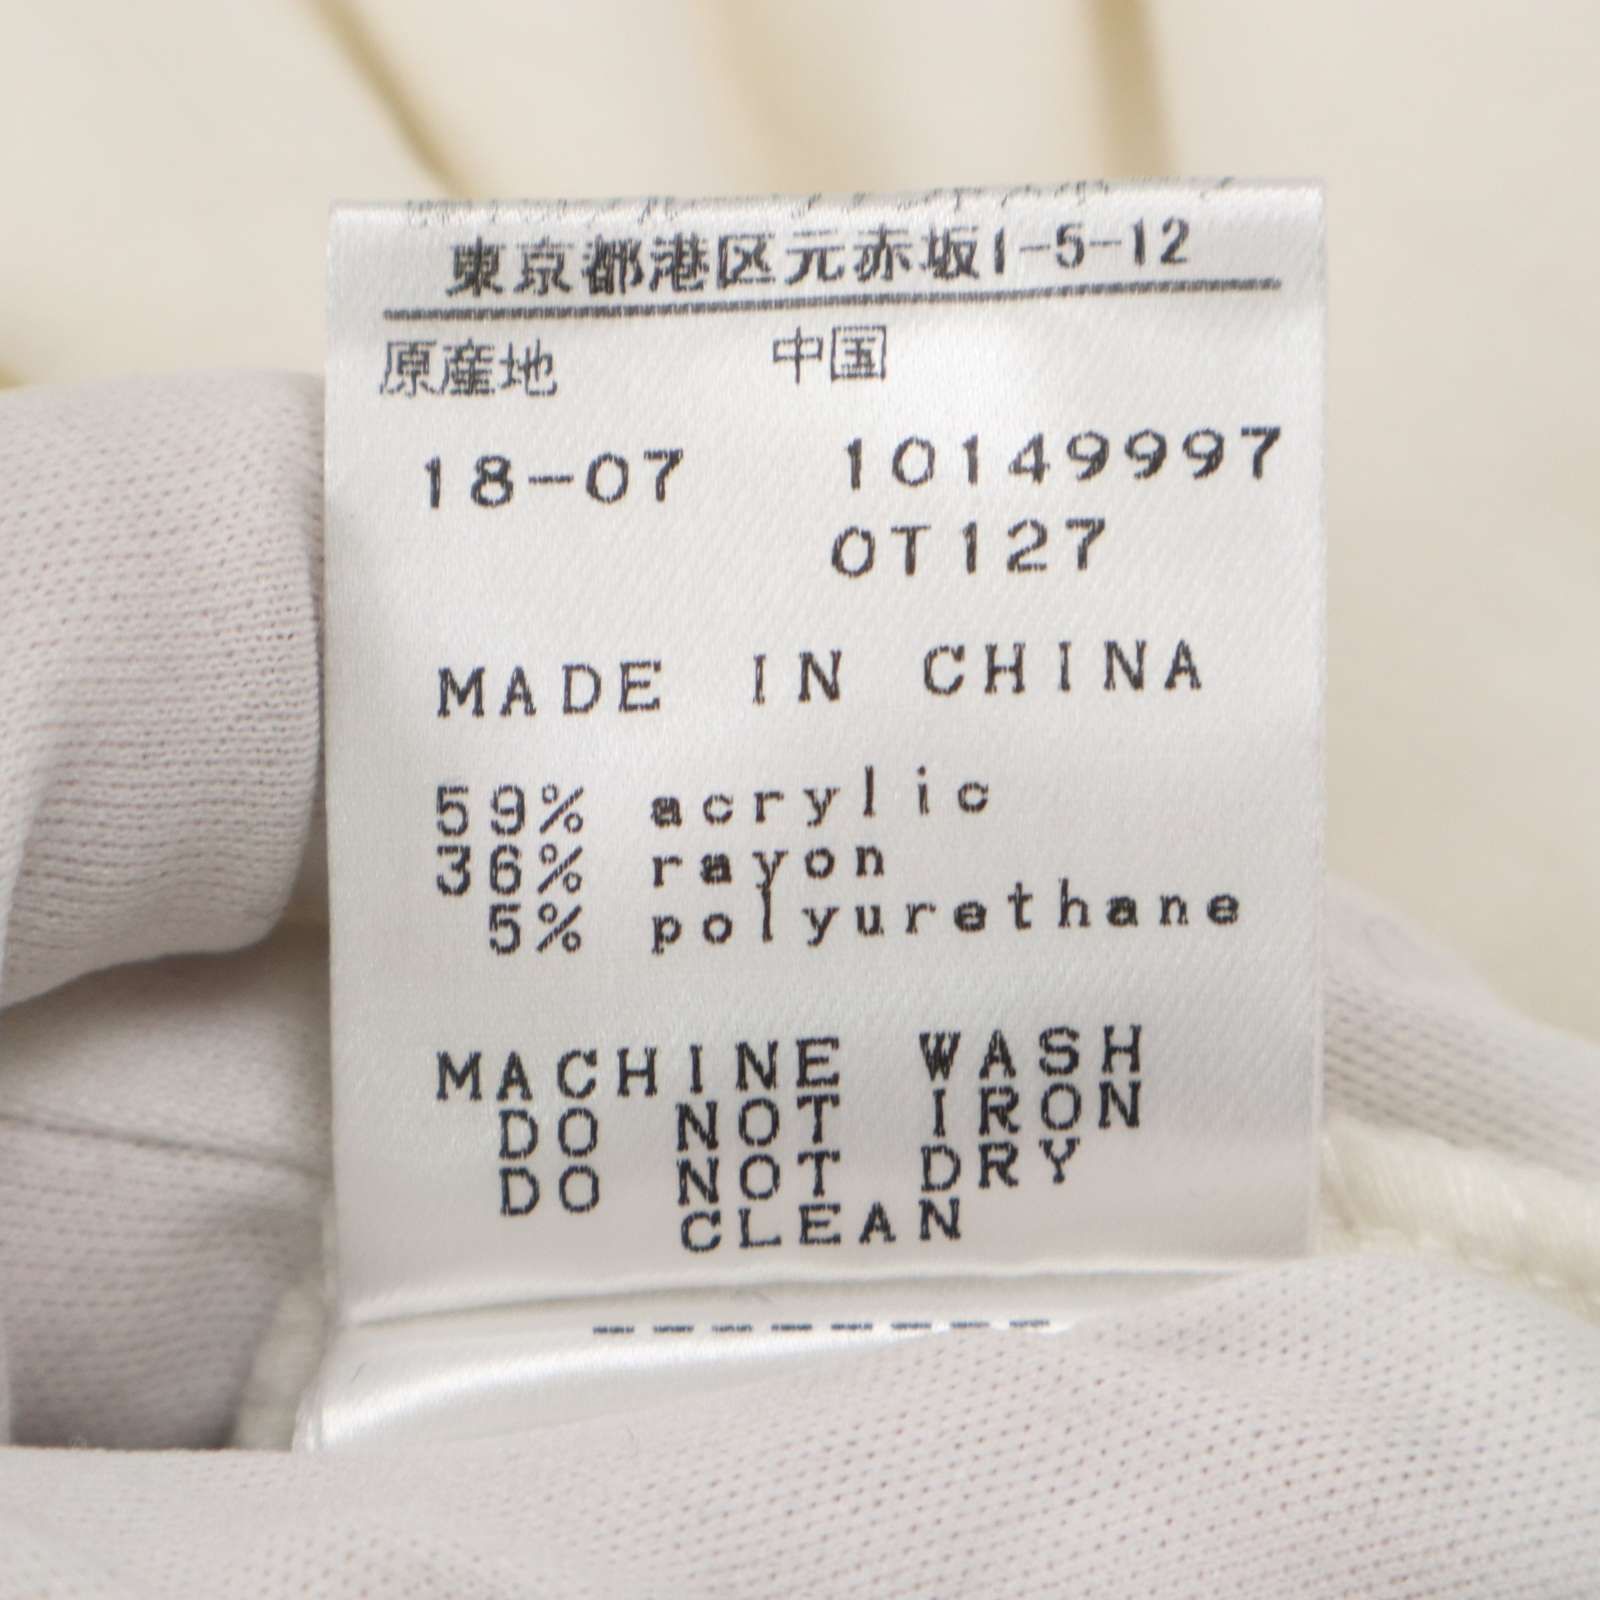 東京都港区元赤坂1-5-12
原産地 中国
18-07 10149997
OT127
MADE IN CHINA
59% acrylic
36% rayon
5% polyurethane
MACHINE WASH
DO NOT IRON
DO NOT DRY
CLEAN